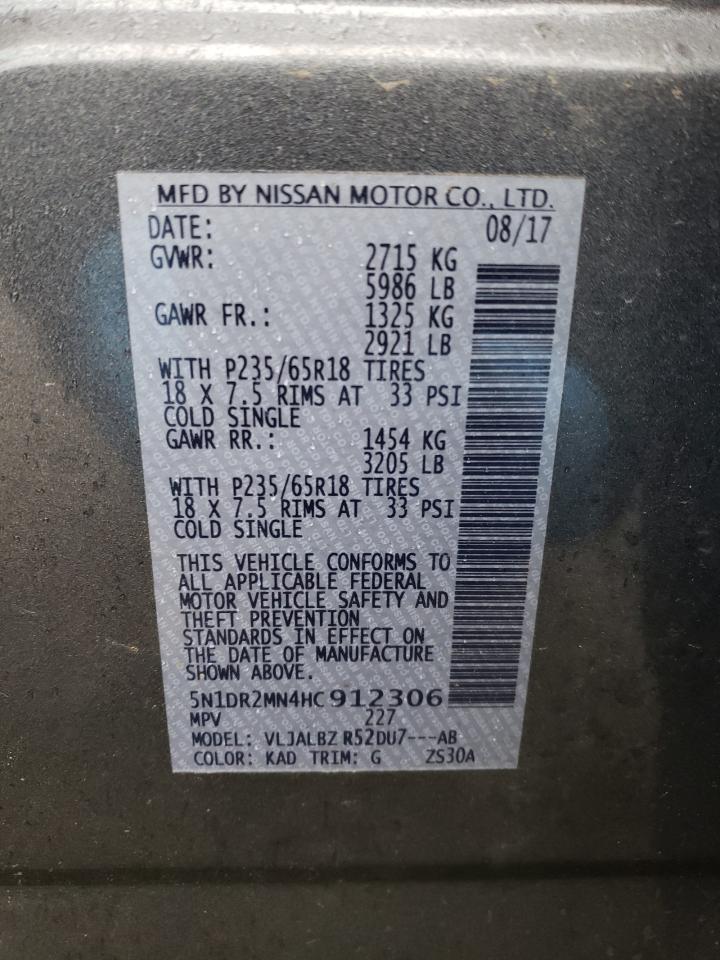 MFD BY NISSAN MOTOR CO., LTD.
DATE: 08/17
GVWR: 2715 KG
5986 LB
GAWR FR.: 1325 KG
2921 LB
WITH P235/65R18 TIRES
18 X 7.5 RIMS AT 33 PSI
COLD SINGLE
GAWR RR.: 1454 KG
3205 LB
WITH P235/65R18 TIRES
18 X 7.5 RIMS AT 33 PSI
COLD SINGLE
THIS VEHICLE CONFORMS TO
ALL APPLICABLE FEDERAL
MOTOR VEHICLE SAFETY AND
THEFT PREVENTION
STANDARDS IN EFFECT ON
THE DATE OF MANUFACTURE
SHOWN ABOVE.
5N1DR2MN4HC912306
MPV 227
MODEL: VLJALBZ R52DU7---AB
COLOR: KAD TRIM: G ZS30A